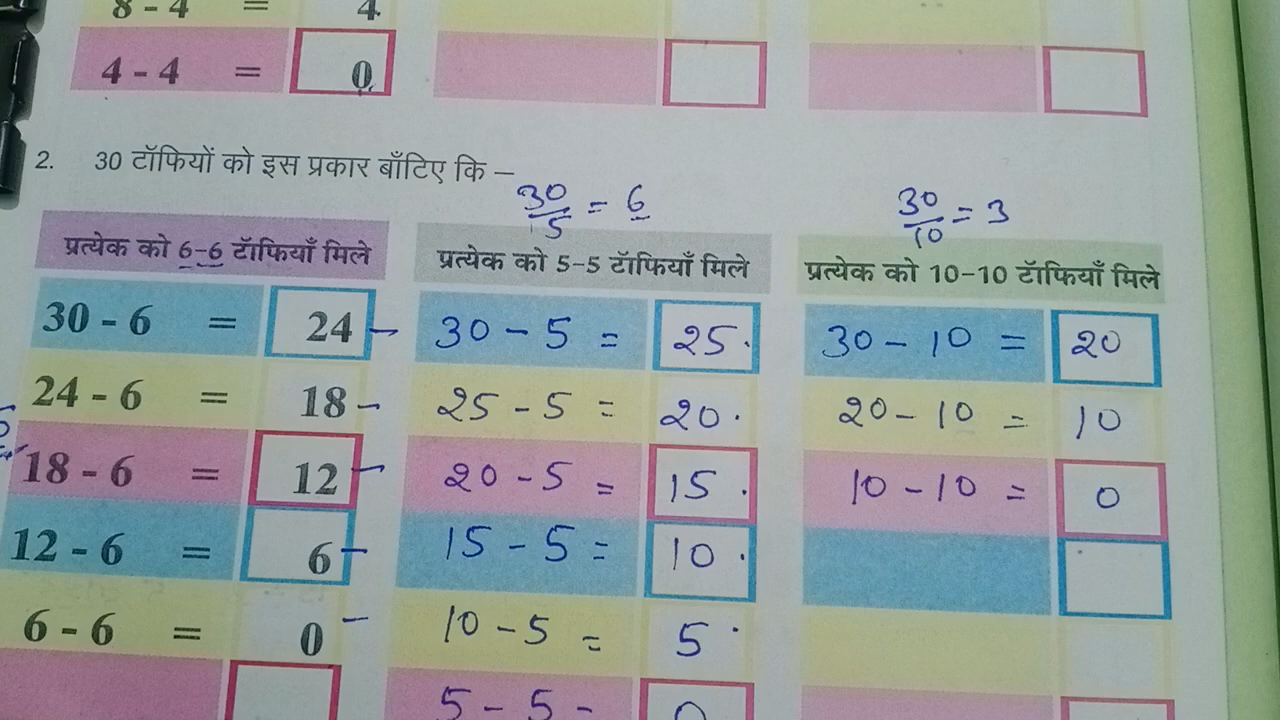 8 - 4 = 4
4 - 4 = 0
2. 30 टॉफियों को इस प्रकार बाँटिए कि –
30/5 = 6
30/10 = 3
प्रत्येक को 6-6 टॉफियाँ मिले
30 - 6 = 24
24 - 6 = 18
18 - 6 = 12
12 - 6 = 6
6 - 6 = 0
प्रत्येक को 5-5 टॉफियाँ मिले
30 - 5 = 25
25 - 5 = 20
20 - 5 = 15
15 - 5 = 10
10 - 5 = 5
5 - 5 = 0
प्रत्येक को 10-10 टॉफियाँ मिले
30 - 10 = 20
20 - 10 = 10
10 - 10 = 0